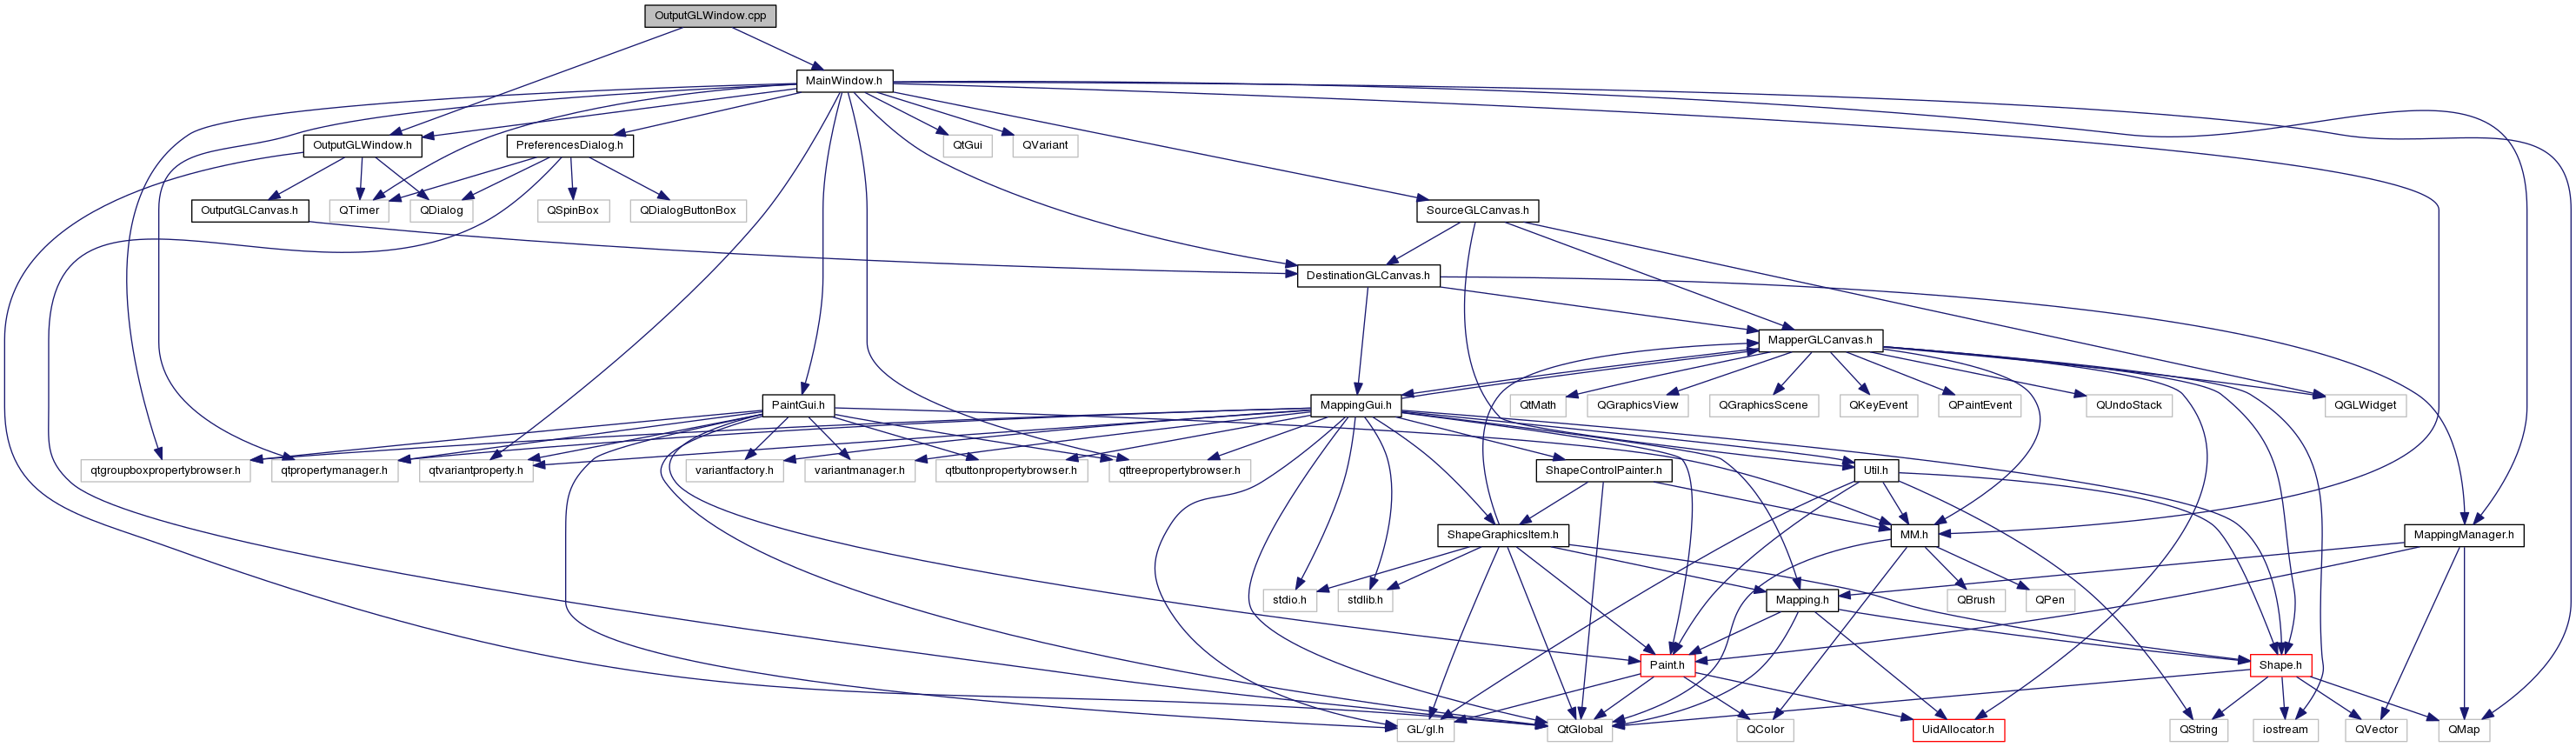 OutputGLWindow.cpp
MainWindow.h
OutputGLWindow.h
PreferencesDialog.h
QtGui
QVariant
OutputGLCanvas.h
QTimer
QDialog
QSpinBox
QDialogButtonBox
SourceGLCanvas.h
DestinationGLCanvas.h
MapperGLCanvas.h
PaintGui.h
MappingGui.h
QtMath
QGraphicsView
QGraphicsScene
QKeyEvent
QPaintEvent
QUndoStack
QGLWidget
qtgroupboxpropertybrowser.h
qtpropertymanager.h
qtvariantproperty.h
variantfactory.h
variantmanager.h
qtbuttonpropertybrowser.h
qttreepropertybrowser.h
ShapeControlPainter.h
Util.h
ShapeGraphicsItem.h
MM.h
MappingManager.h
stdio.h
stdlib.h
Mapping.h
QBrush
QPen
Paint.h
Shape.h
GL/gl.h
QtGlobal
QColor
UidAllocator.h
QString
iostream
QVector
QMap